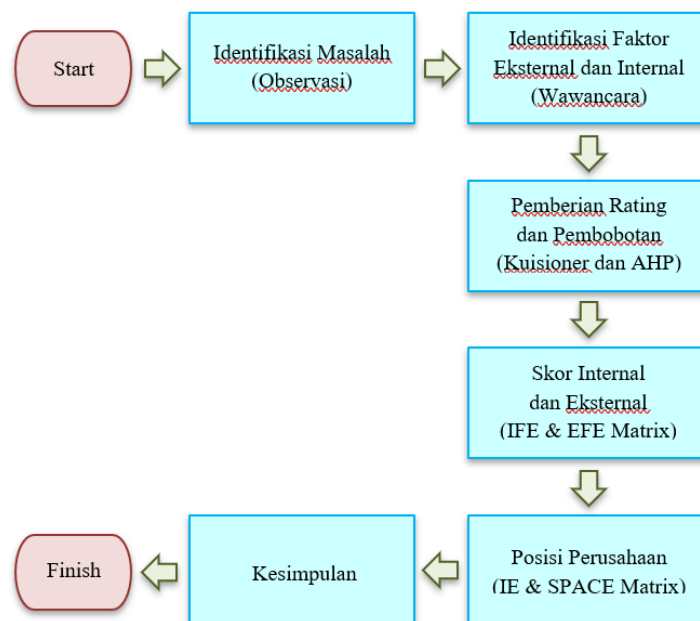 Start
Identifikasi Masalah
(Observasi)
Identifikasi Faktor
Eksternal dan Internal
(Wawancara)
Pemberian Rating
dan Pembobotan
(Kuisioner dan AHP)
Skor Internal
dan Eksternal
(IFE & EFE Matrix)
Posisi Perusahaan
(IE & SPACE Matrix)
Kesimpulan
Finish